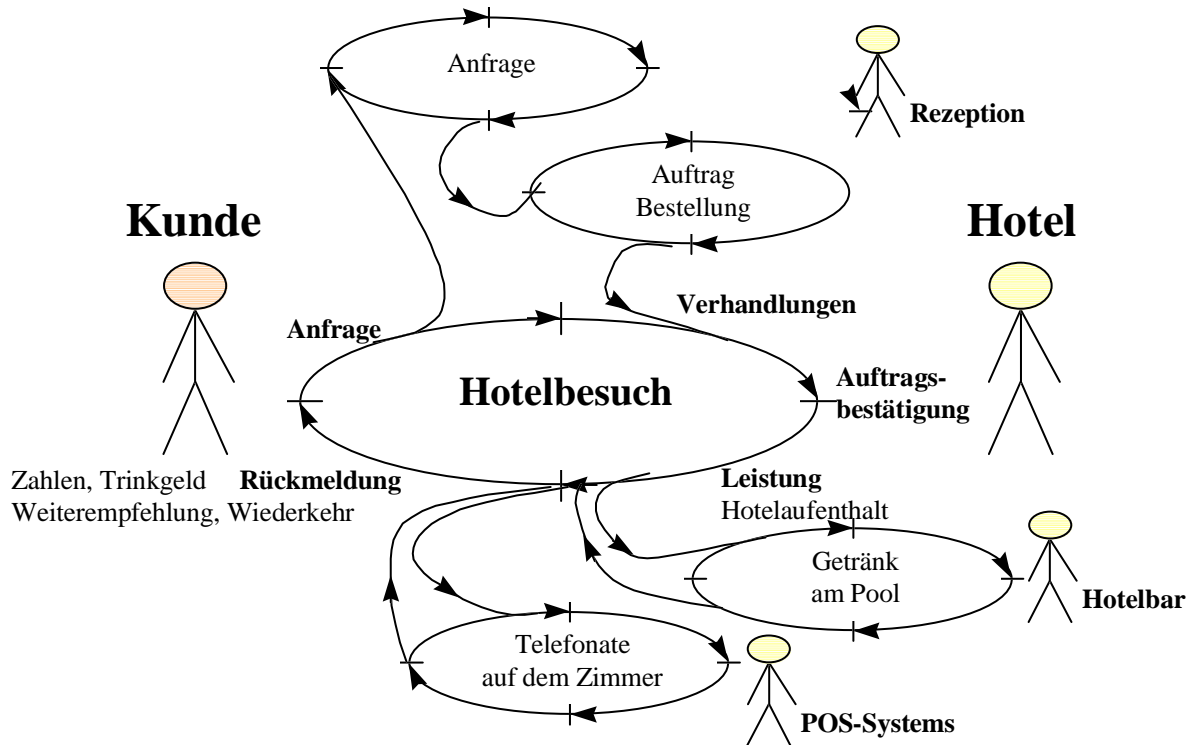 Anfrage
Rezeption
Auftrag
Bestellung
Kunde
Hotel
Verhandlungen
Anfrage
Hotelbesuch
Auftrags-
bestätigung
Zahlen, Trinkgeld Rückmeldung
Weiterempfehlung, Wiederkehr
Leistung
Hotelaufenthalt
Getränk
am Pool
Hotelbar
Telefonate
auf dem Zimmer
POS-Systems